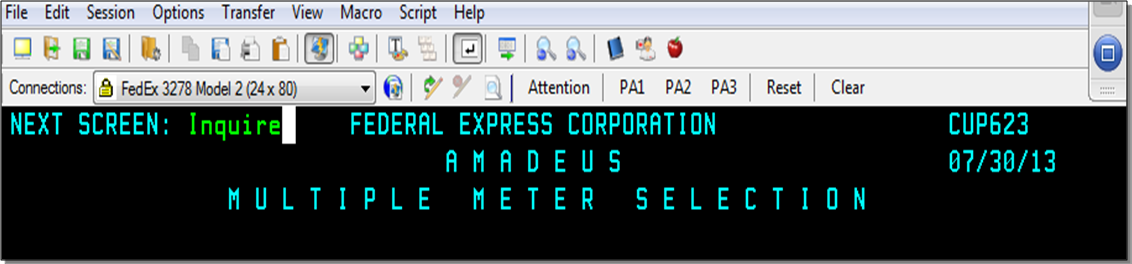 File Edit Session Options Transfer View Macro Script Help
Connections: FedEx 3278 Model 2 (24 x 80) Attention PA1 PA2 PA3 Reset Clear
NEXT SCREEN: Inquire FEDERAL EXPRESS CORPORATION CUP623
A M A D E U S 07/30/13
M U L T I P L E M E T E R S E L E C T I O N